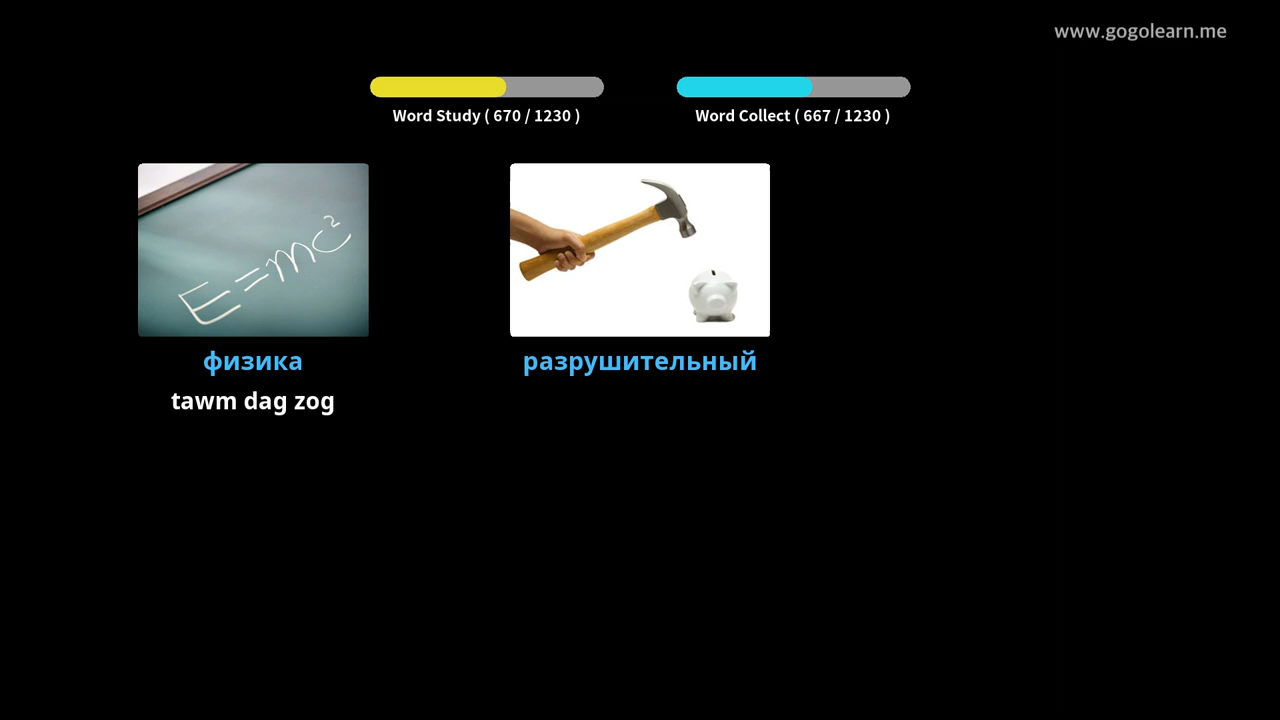 www.gogolearn.me
Word Study ( 670 / 1230 )
Word Collect ( 667 / 1230 )
E=mc²
физика
tawm dag zog
разрушительный